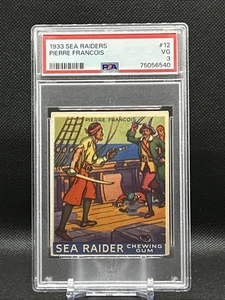 1933 SEA RAIDERS #12
PIERRE FRANCOIS VG
PSA 3
75056540
PIERRE FRANCOIS
SEA RAIDER CHEWING
GUM